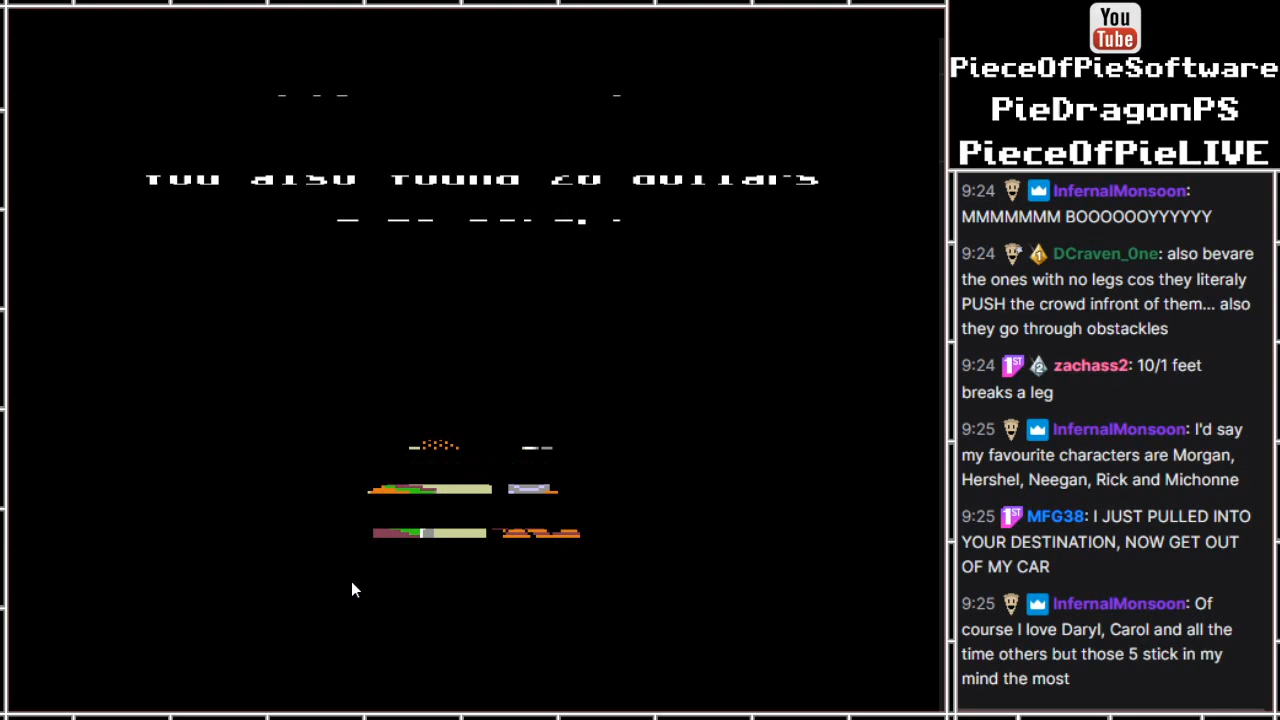 You
Tube
PieceOfPieSoftware
PieDragonPS
PieceOfPieLIVE
9:24 InfernalMonsoon:
MMMMMMM BOOOOOOYYYYYY
9:24 DCraven_0ne: also bevare
the ones with no legs cos they literaly
PUSH the crowd infront of them... also
they go through obstackles
9:24 zachass2: 10/1 feet
breaks a leg
9:25 InfernalMonsoon: I'd say
my favourite characters are Morgan,
Hershel, Neegan, Rick and Michonne
9:25 MFG38: I JUST PULLED INTO
YOUR DESTINATION, NOW GET OUT
OF MY CAR
9:25 InfernalMonsoon: Of
course I love Daryl, Carol and all the
time others but those 5 stick in my
mind the most